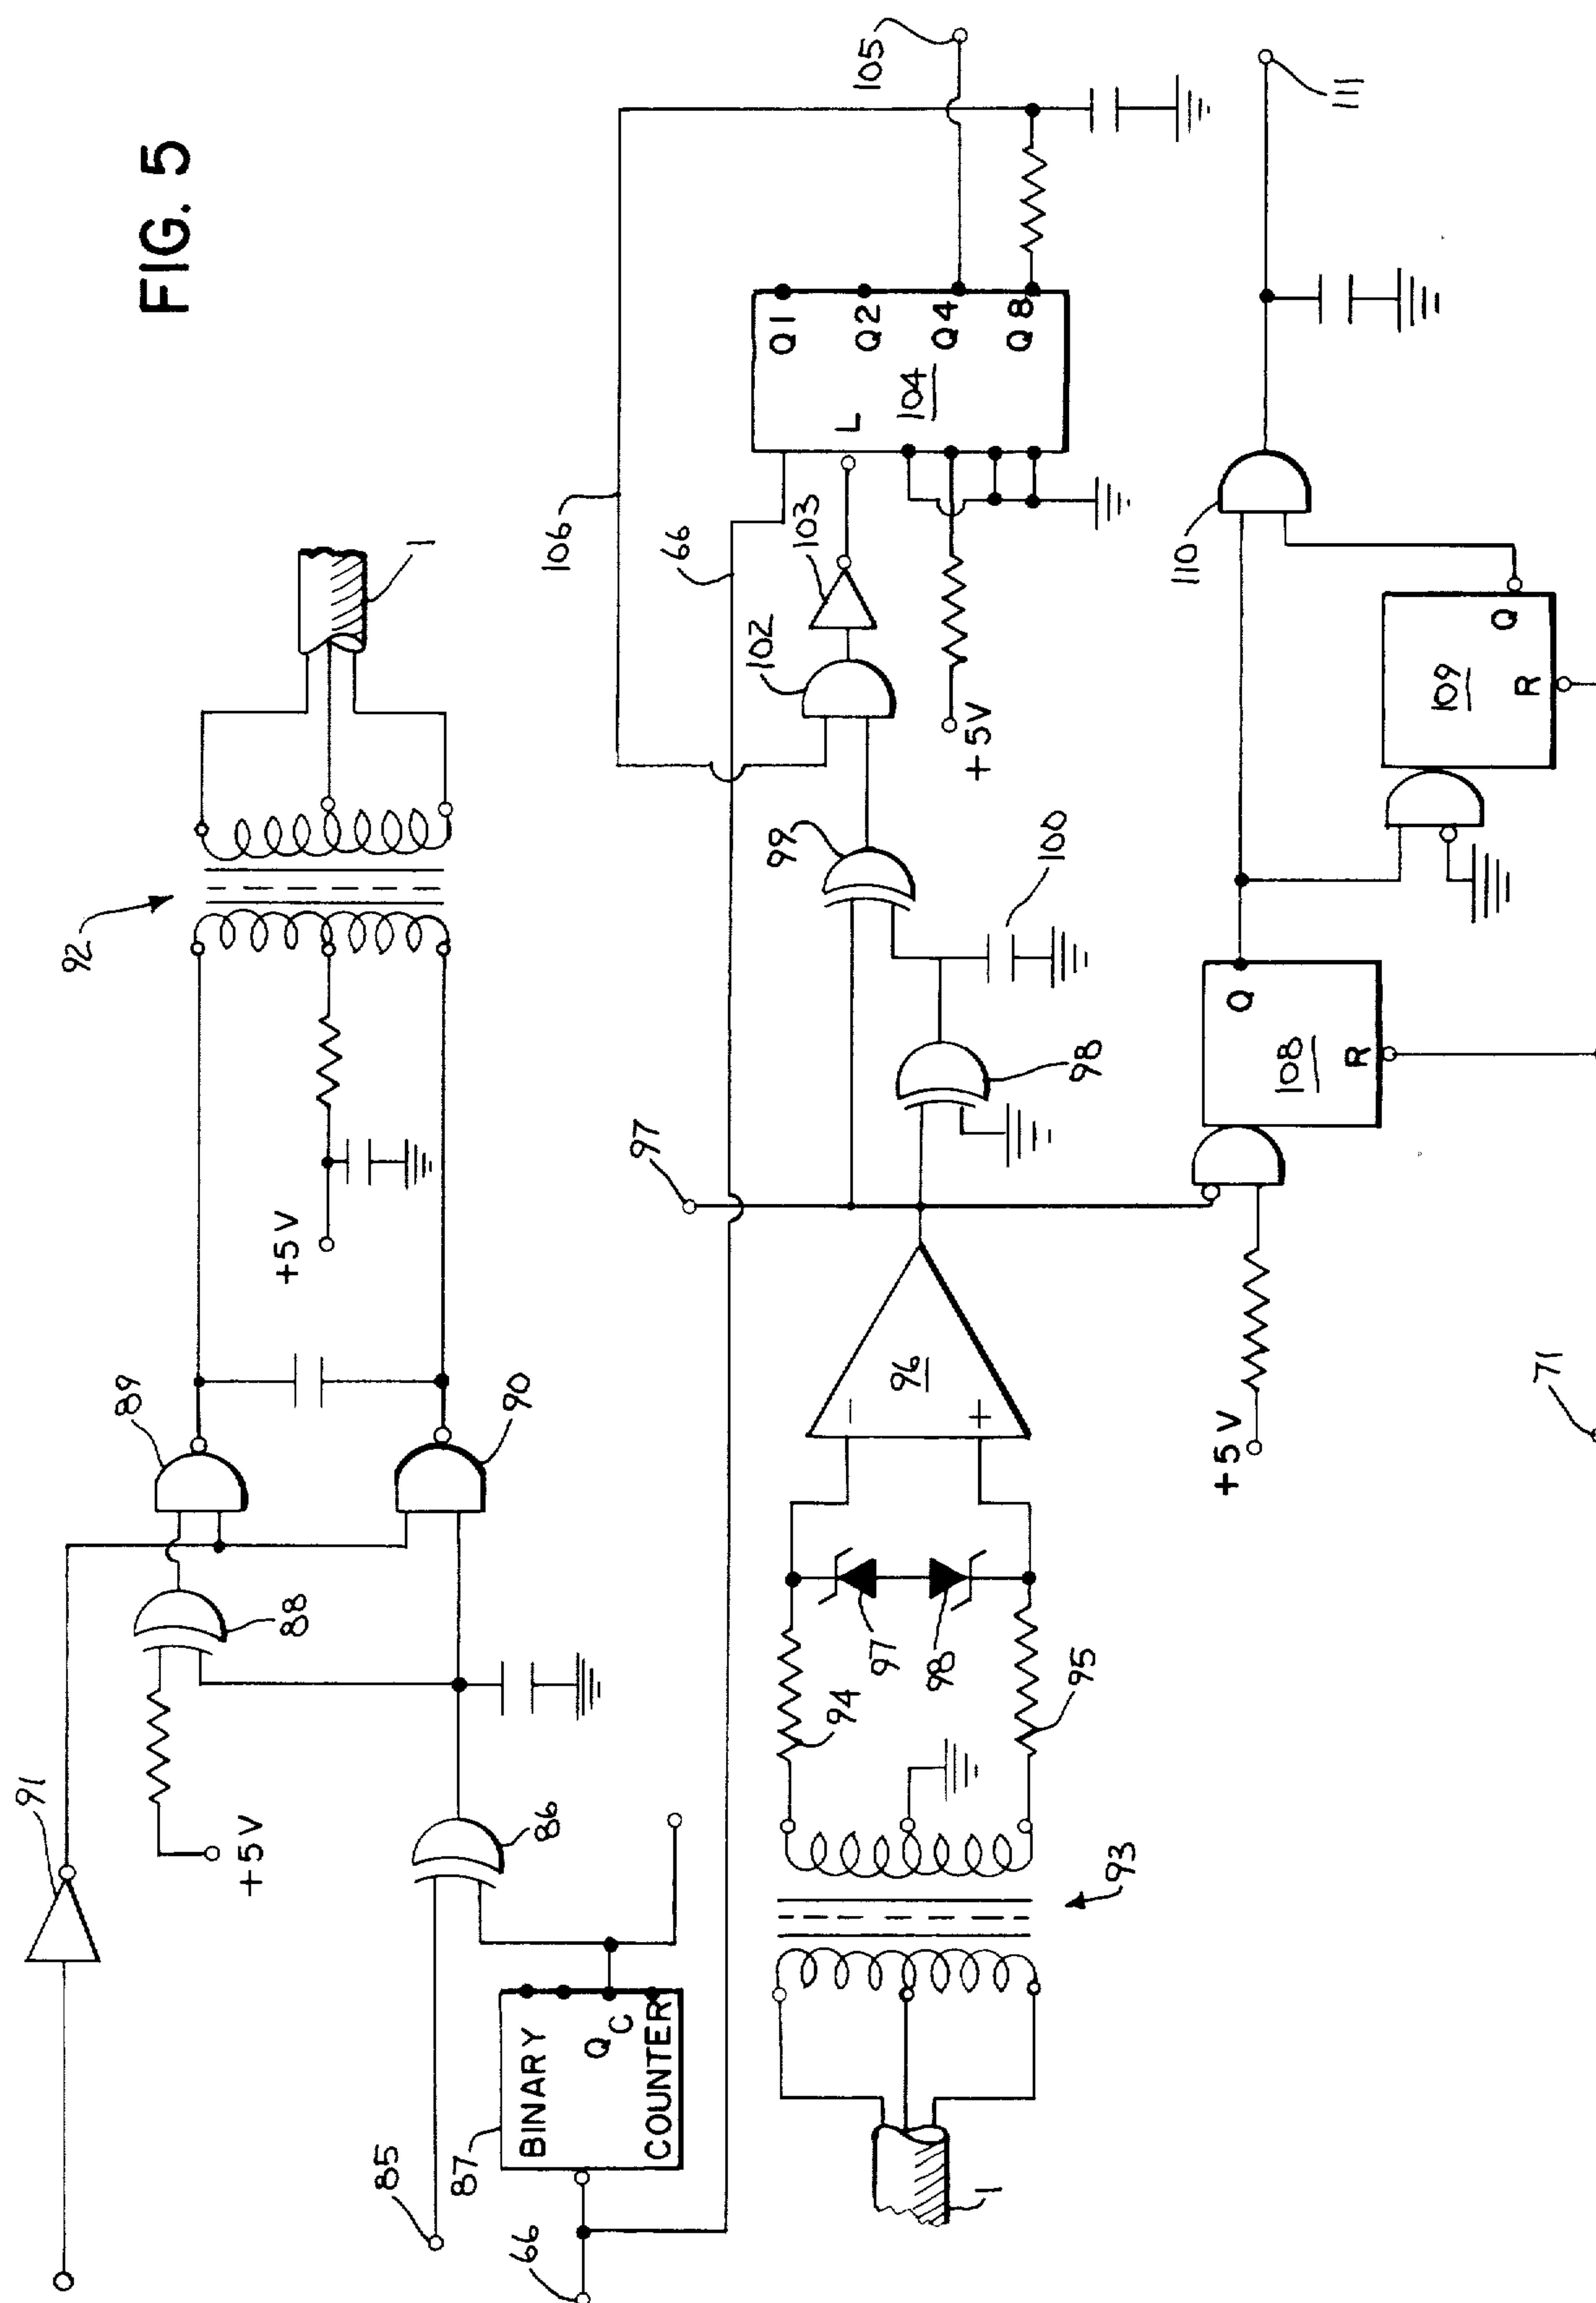 FIG. 5
91
+5V
88
89
90
+5V
92
1
85
87
BINARY
QC
COUNTER
66
86
106
66
105
Q1
Q2
Q4
Q8
L
104
103
102
+5V
99
100
98
97
96
−
+
97
98
94
95
93
1
111
110
109
Q
R
108
Q
R
+5V
71